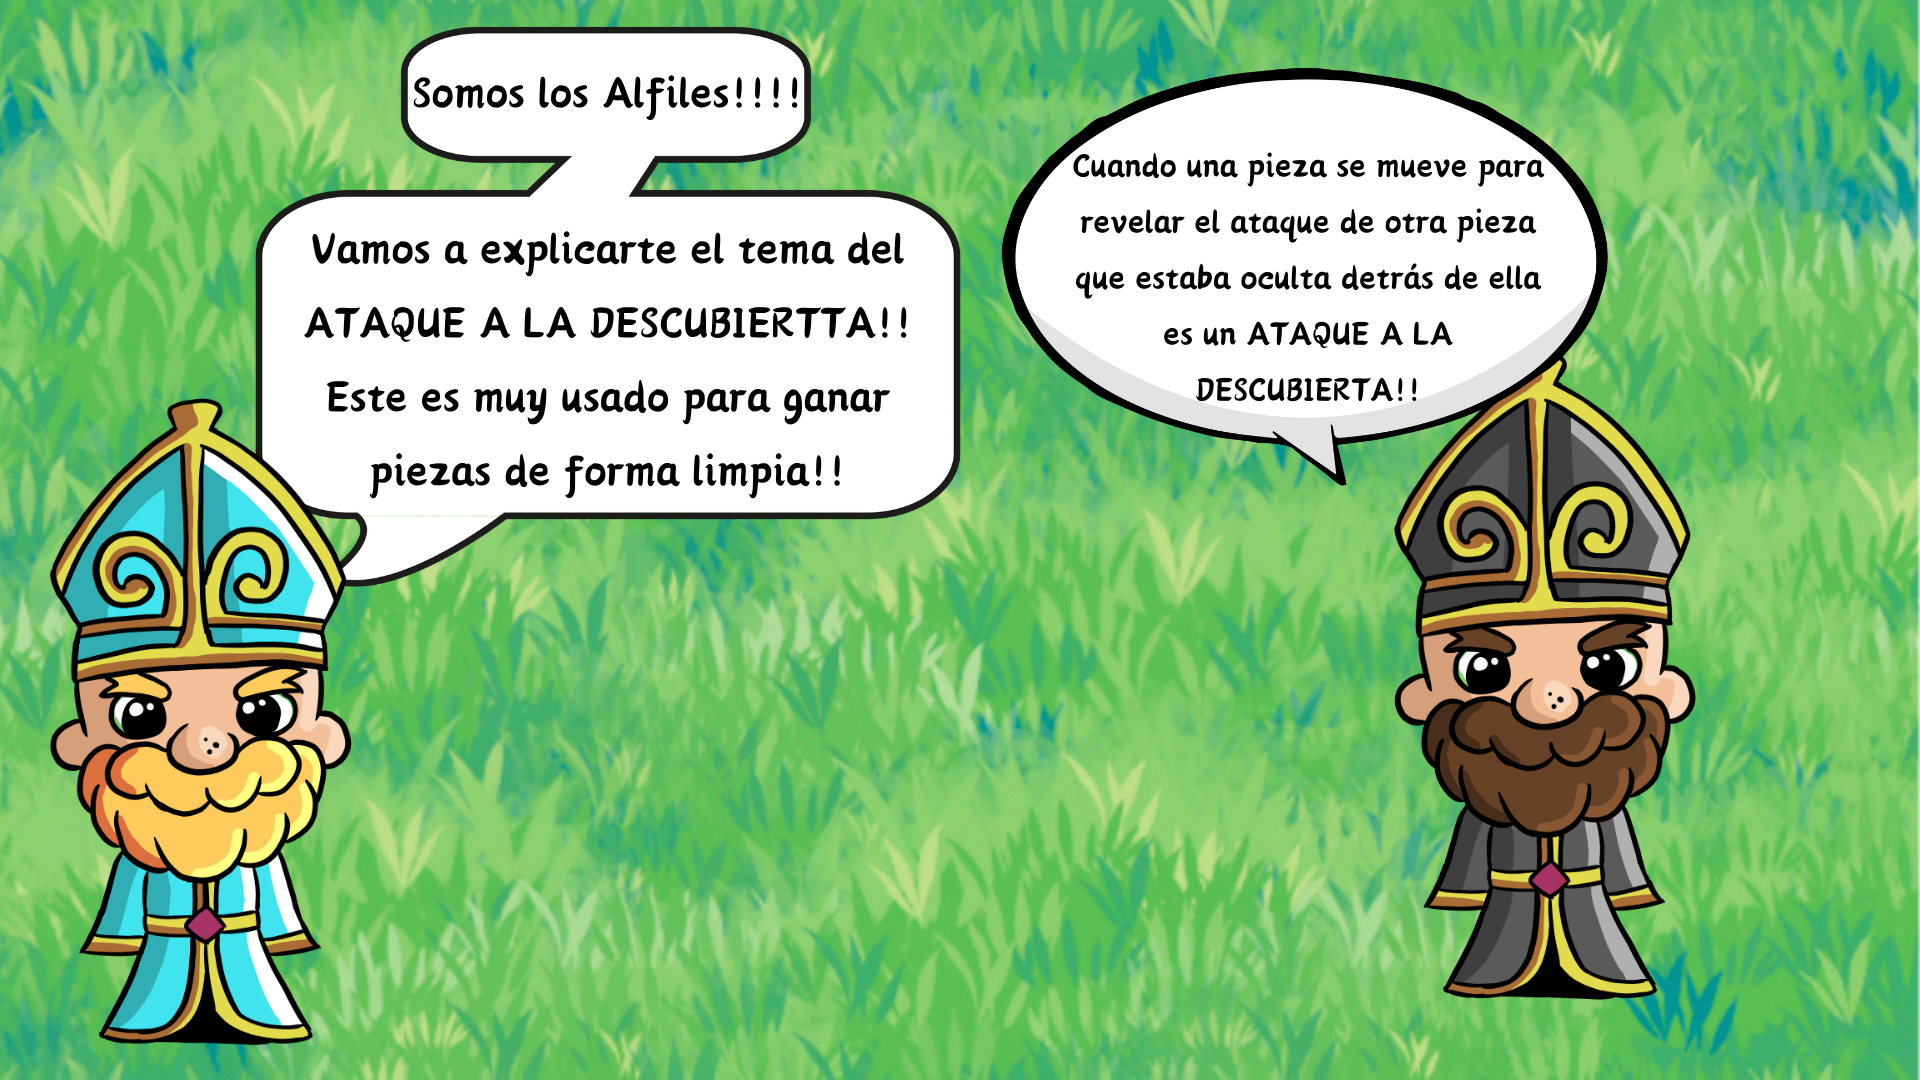 Somos los Alfiles!!!!
Vamos a explicarte el tema del
ATAQUE A LA DESCUBIERTTA!!
Este es muy usado para ganar
piezas de forma limpia!!
Cuando una pieza se mueve para
revelar el ataque de otra pieza
que estaba oculta detrás de ella
es un ATAQUE A LA
DESCUBIERTA!!